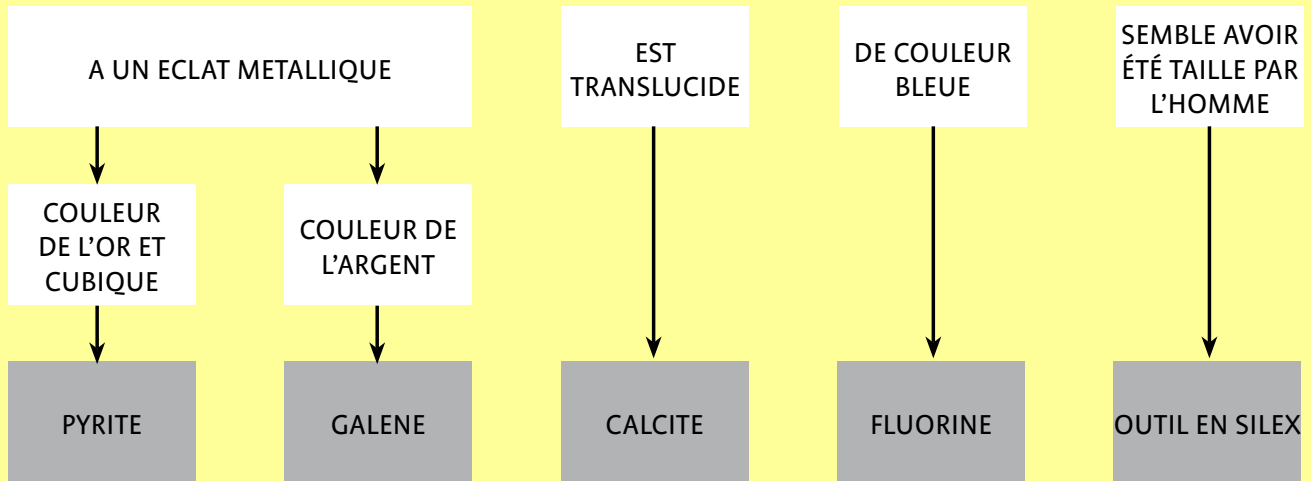 A UN ECLAT METALLIQUE
EST
TRANSLUCIDE
DE COULEUR
BLEUE
SEMBLE AVOIR
ÉTÉ TAILLE PAR
L’HOMME
COULEUR
DE L’OR ET
CUBIQUE
COULEUR DE
L’ARGENT
PYRITE
GALENE
CALCITE
FLUORINE
OUTIL EN SILEX